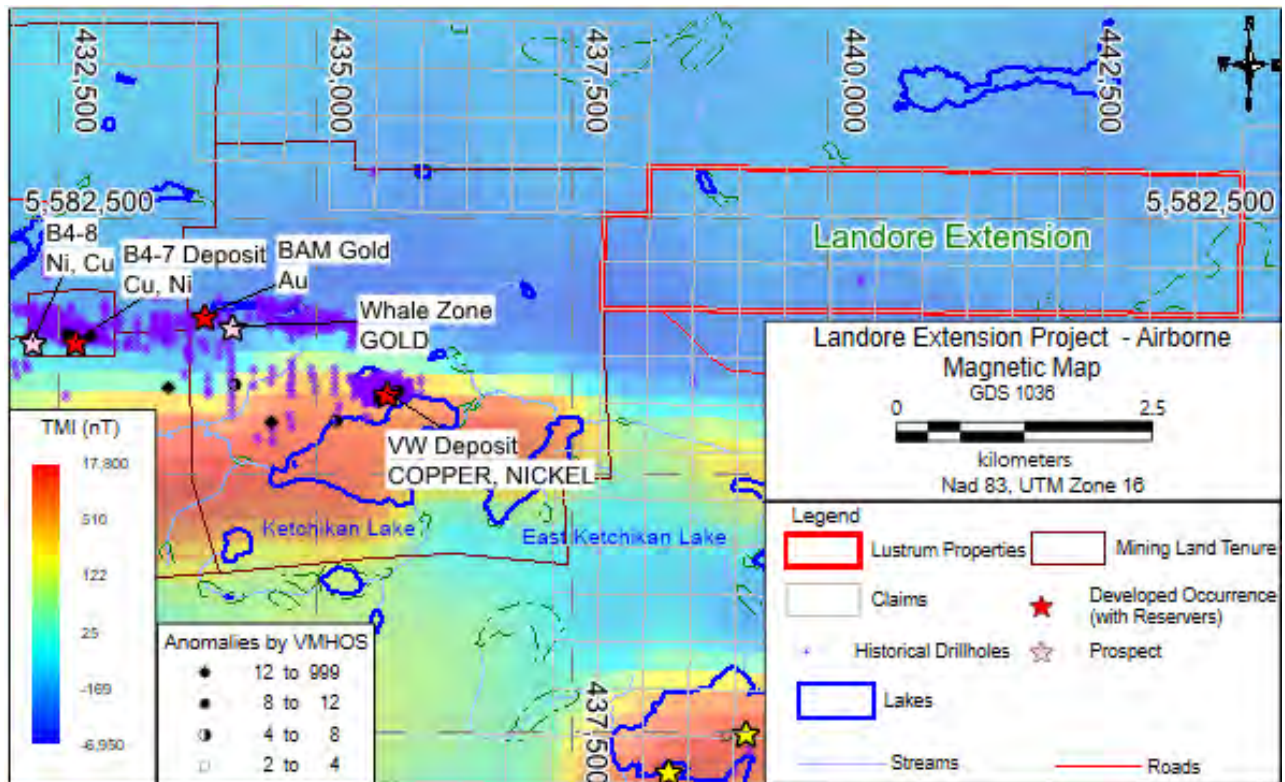 432,500
435,000
437,500
440,000
442,500
N
W
E
5,582,500
5,582,500
B4-8
Ni, Cu
B4-7 Deposit
Cu, Ni
BAM Gold
Au
Whale Zone
GOLD
Landore Extension
VW Deposit
COPPER, NICKEL
Ketchikan Lake
East Ketchikan Lake
437,500
TMI (nT)
17,800
510
122
25
-169
-6,950
Anomalies by VMHOS
12 to 999
8 to 12
4 to 8
2 to 4
Landore Extension Project - Airborne
Magnetic Map
GDS 1036
0 2.5
kilometers
Nad 83, UTM Zone 16
Legend
Lustrum Properties
Mining Land Tenure
Claims
Developed Occurrence
(with Reservers)
Historical Drillholes
Prospect
Lakes
Streams
Roads